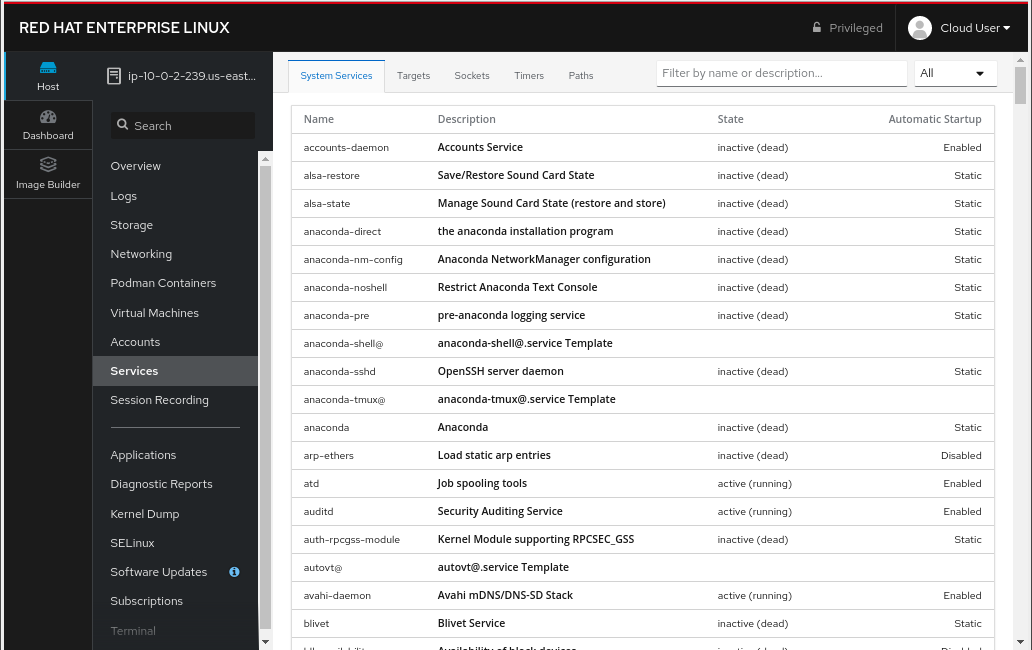 RED HAT ENTERPRISE LINUX
Privileged
Cloud User
Host
Dashboard
Image Builder
ip-10-0-2-239.us-east...
Search
Overview
Logs
Storage
Networking
Podman Containers
Virtual Machines
Accounts
Services
Session Recording
Applications
Diagnostic Reports
Kernel Dump
SELinux
Software Updates
Subscriptions
Terminal
System Services Targets Sockets Timers Paths
Filter by name or description...
All
Name Description State Automatic Startup
accounts-daemon Accounts Service inactive (dead) Enabled
alsa-restore Save/Restore Sound Card State inactive (dead) Static
alsa-state Manage Sound Card State (restore and store) inactive (dead) Static
anaconda-direct the anaconda installation program inactive (dead) Static
anaconda-nm-config Anaconda NetworkManager configuration inactive (dead) Static
anaconda-noshell Restrict Anaconda Text Console inactive (dead) Static
anaconda-pre pre-anaconda logging service inactive (dead) Static
anaconda-shell@ anaconda-shell@.service Template
anaconda-sshd OpenSSH server daemon inactive (dead) Static
anaconda-tmux@ anaconda-tmux@.service Template
anaconda Anaconda inactive (dead) Static
arp-ethers Load static arp entries inactive (dead) Disabled
atd Job spooling tools active (running) Enabled
auditd Security Auditing Service active (running) Enabled
auth-rpcgss-module Kernel Module supporting RPCSEC_GSS inactive (dead) Static
autovt@ autovt@.service Template
avahi-daemon Avahi mDNS/DNS-SD Stack active (running) Enabled
blivet Blivet Service inactive (dead) Static